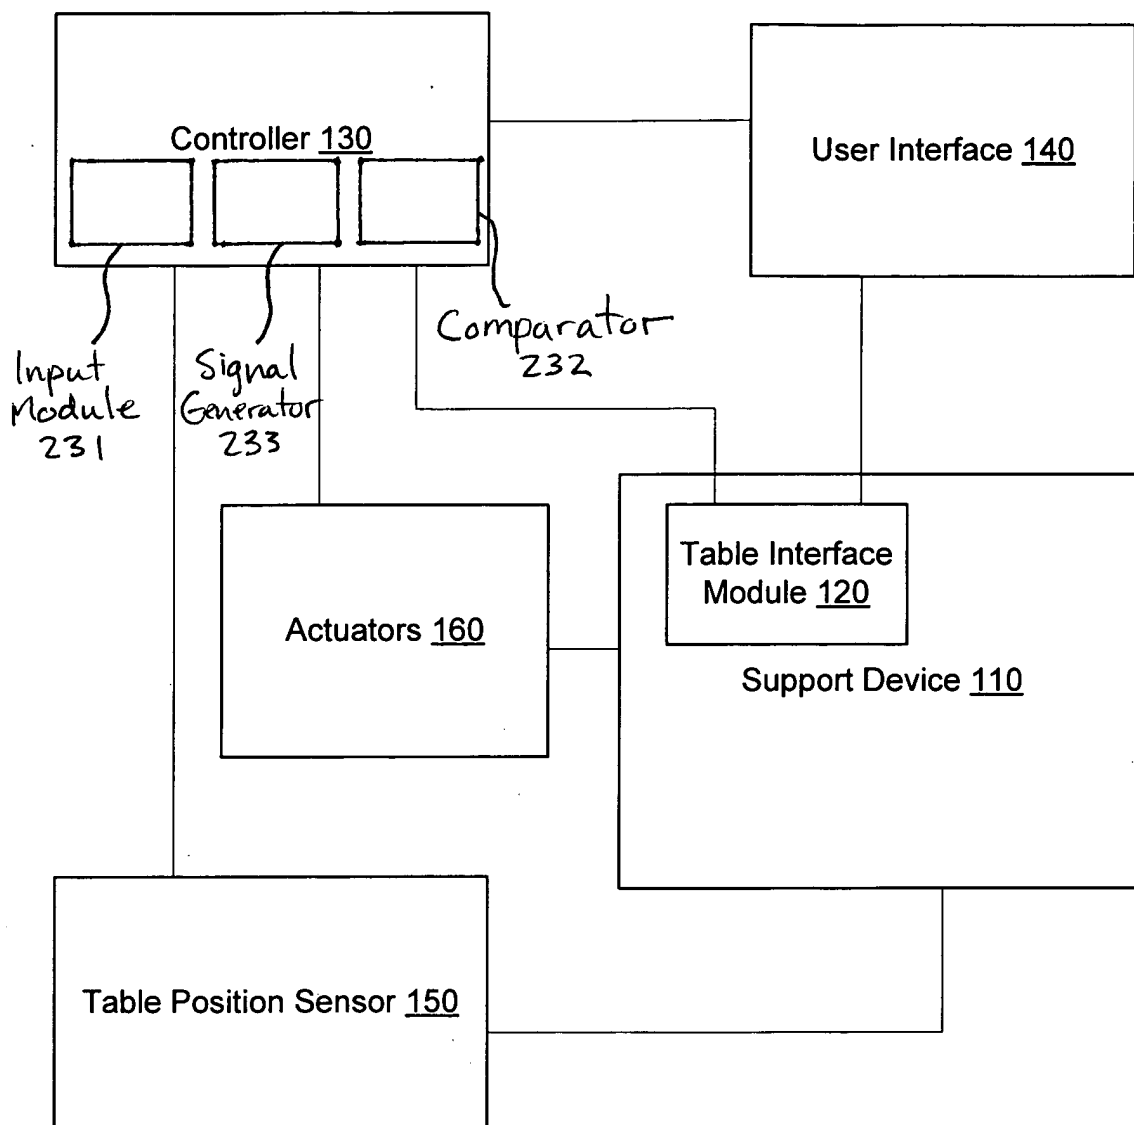 Controller 130
User Interface 140
Input
Module
231
Signal
Generator
233
Comparator
232
Table Interface
Module 120
Actuators 160
Support Device 110
Table Position Sensor 150